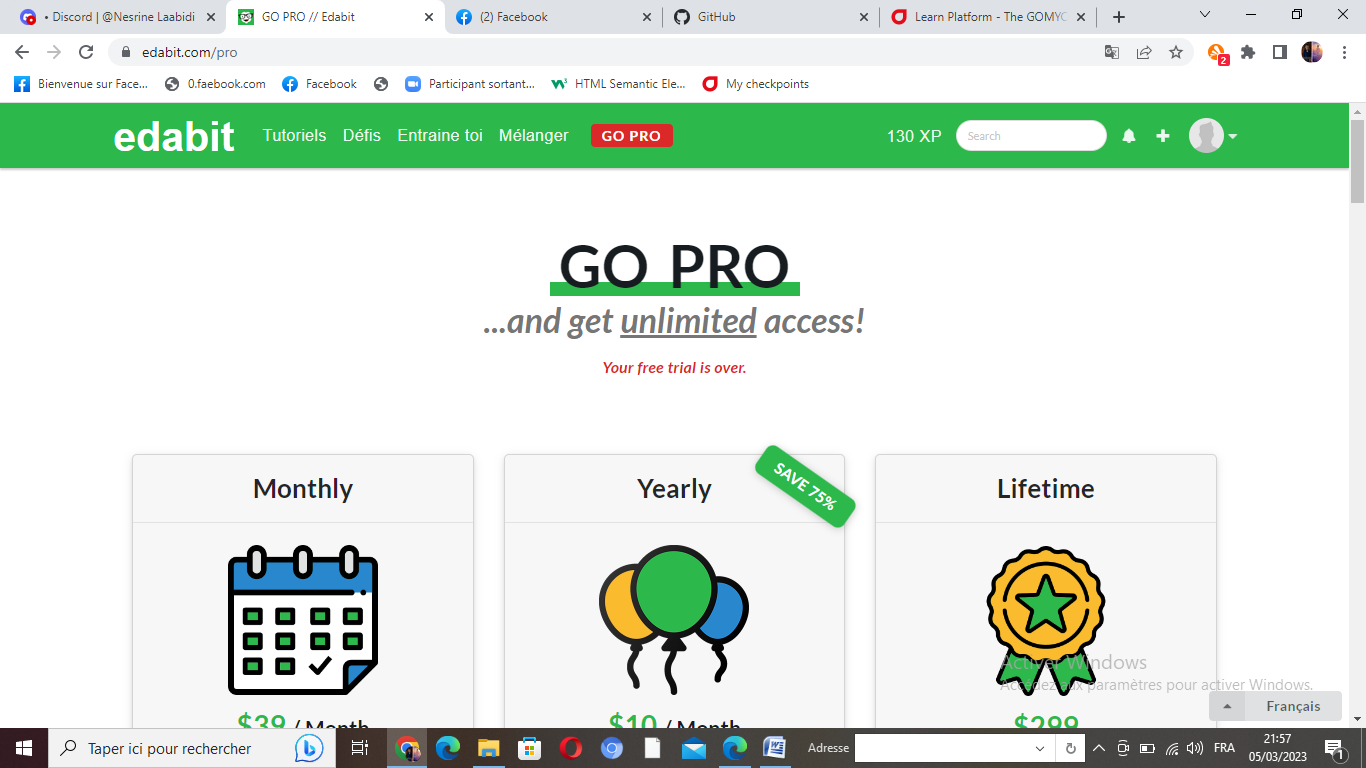 • Discord | @Nesrine Laabidi
GO PRO // Edabit
(2) Facebook
GitHub
Learn Platform - The GOMYC
edabit.com/pro
2
Bienvenue sur Face...
0.faebook.com
Facebook
Participant sortant...
HTML Semantic Ele...
My checkpoints
edabit
Tutoriels
Défis
Entraine toi
Mélanger
GO PRO
130 XP
Search
GO PRO
...and get unlimited access!
Your free trial is over.
Monthly
Yearly
SAVE 75%
Lifetime
$39 / Month
$10 / Month
$299
Activer Windows
Accédez aux paramètres pour activer Windows.
Français
Taper ici pour rechercher
Adresse
FRA
21:57
05/03/2023
1